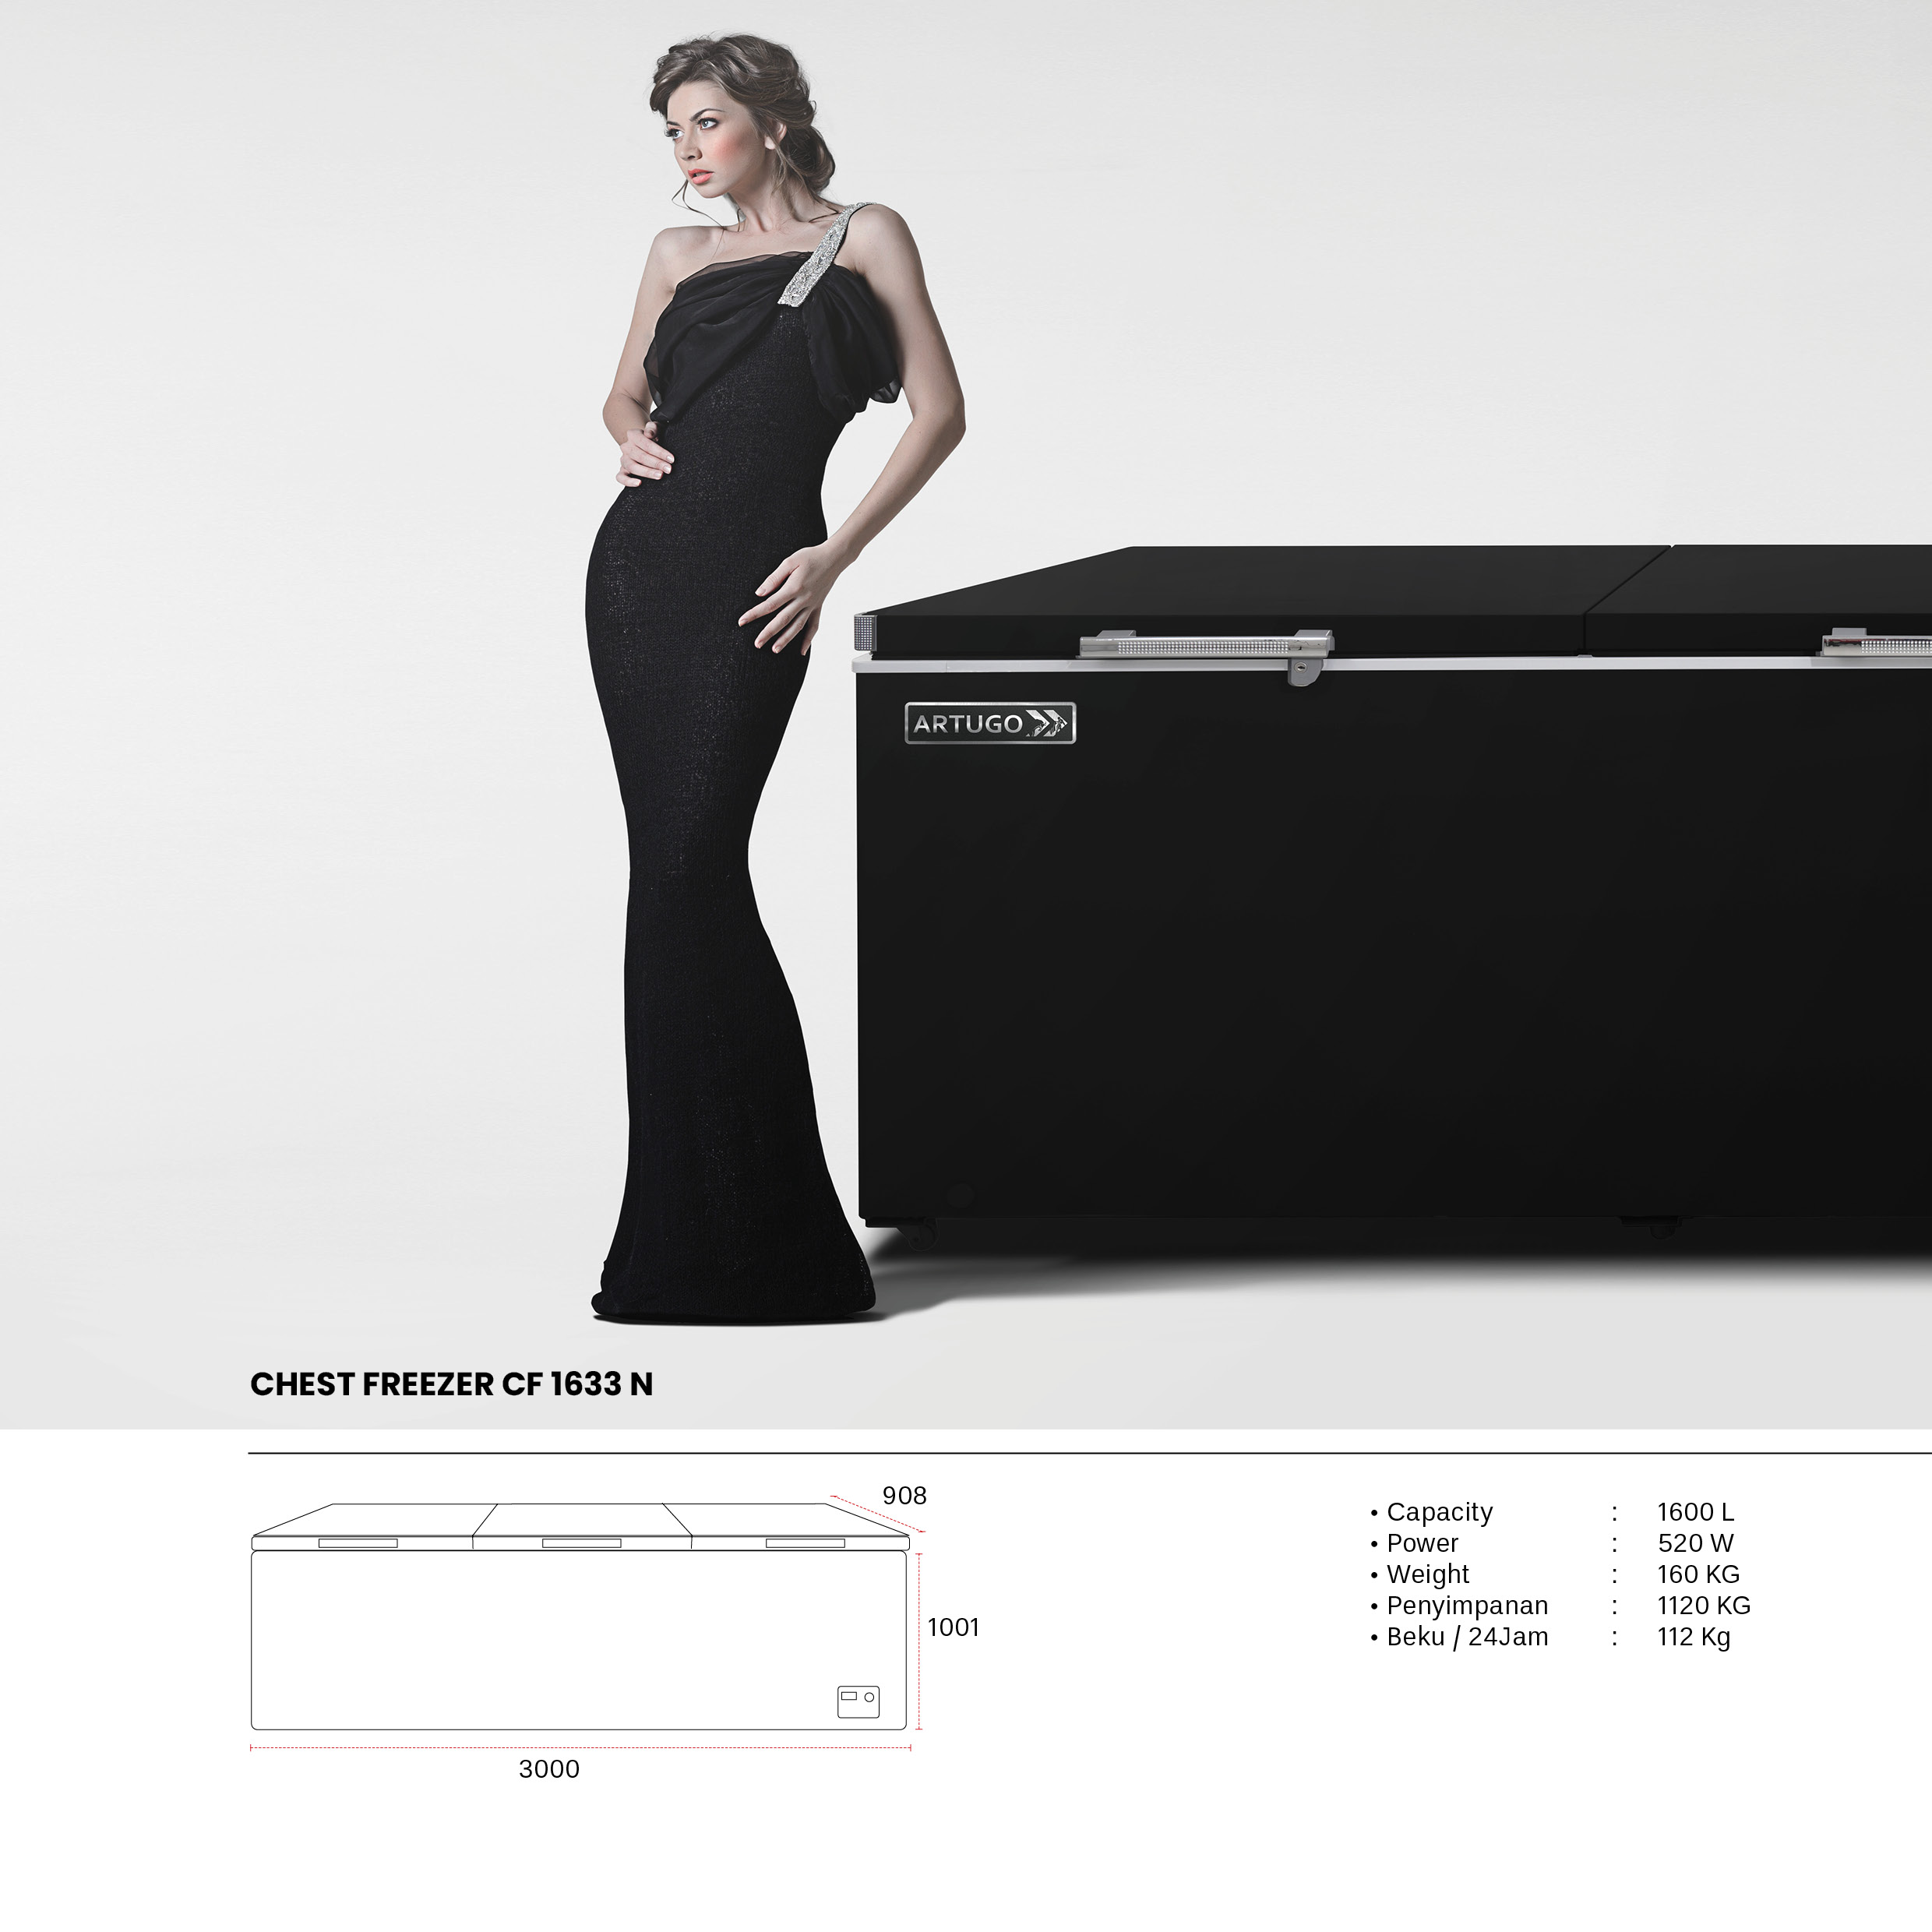 ARTUGO
CHEST FREEZER CF 1633 N
908
1001
3000
• Capacity : 1600 L
• Power : 520 W
• Weight : 160 KG
• Penyimpanan : 1120 KG
• Beku / 24Jam : 112 Kg